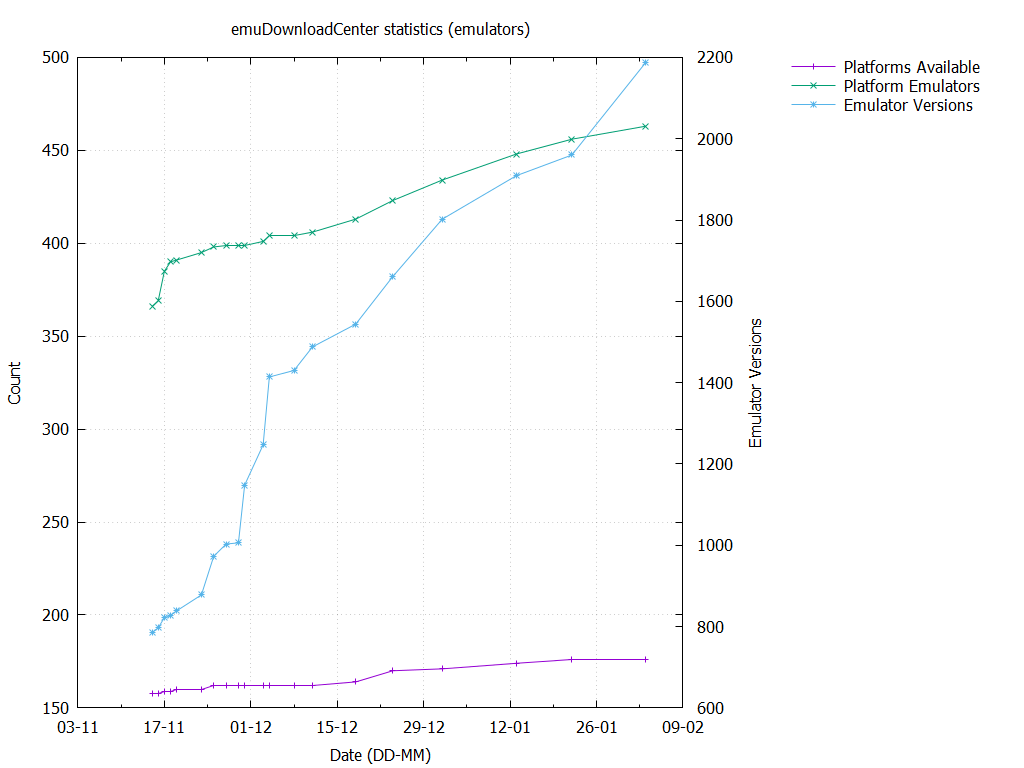 emuDownloadCenter statistics (emulators)
Platforms Available
Platform Emulators
Emulator Versions
500
450
400
350
300
250
200
150
2200
2000
1800
1600
1400
1200
1000
800
600
Count
Emulator Versions
03-11 17-11 01-12 15-12 29-12 12-01 26-01 09-02
Date (DD-MM)